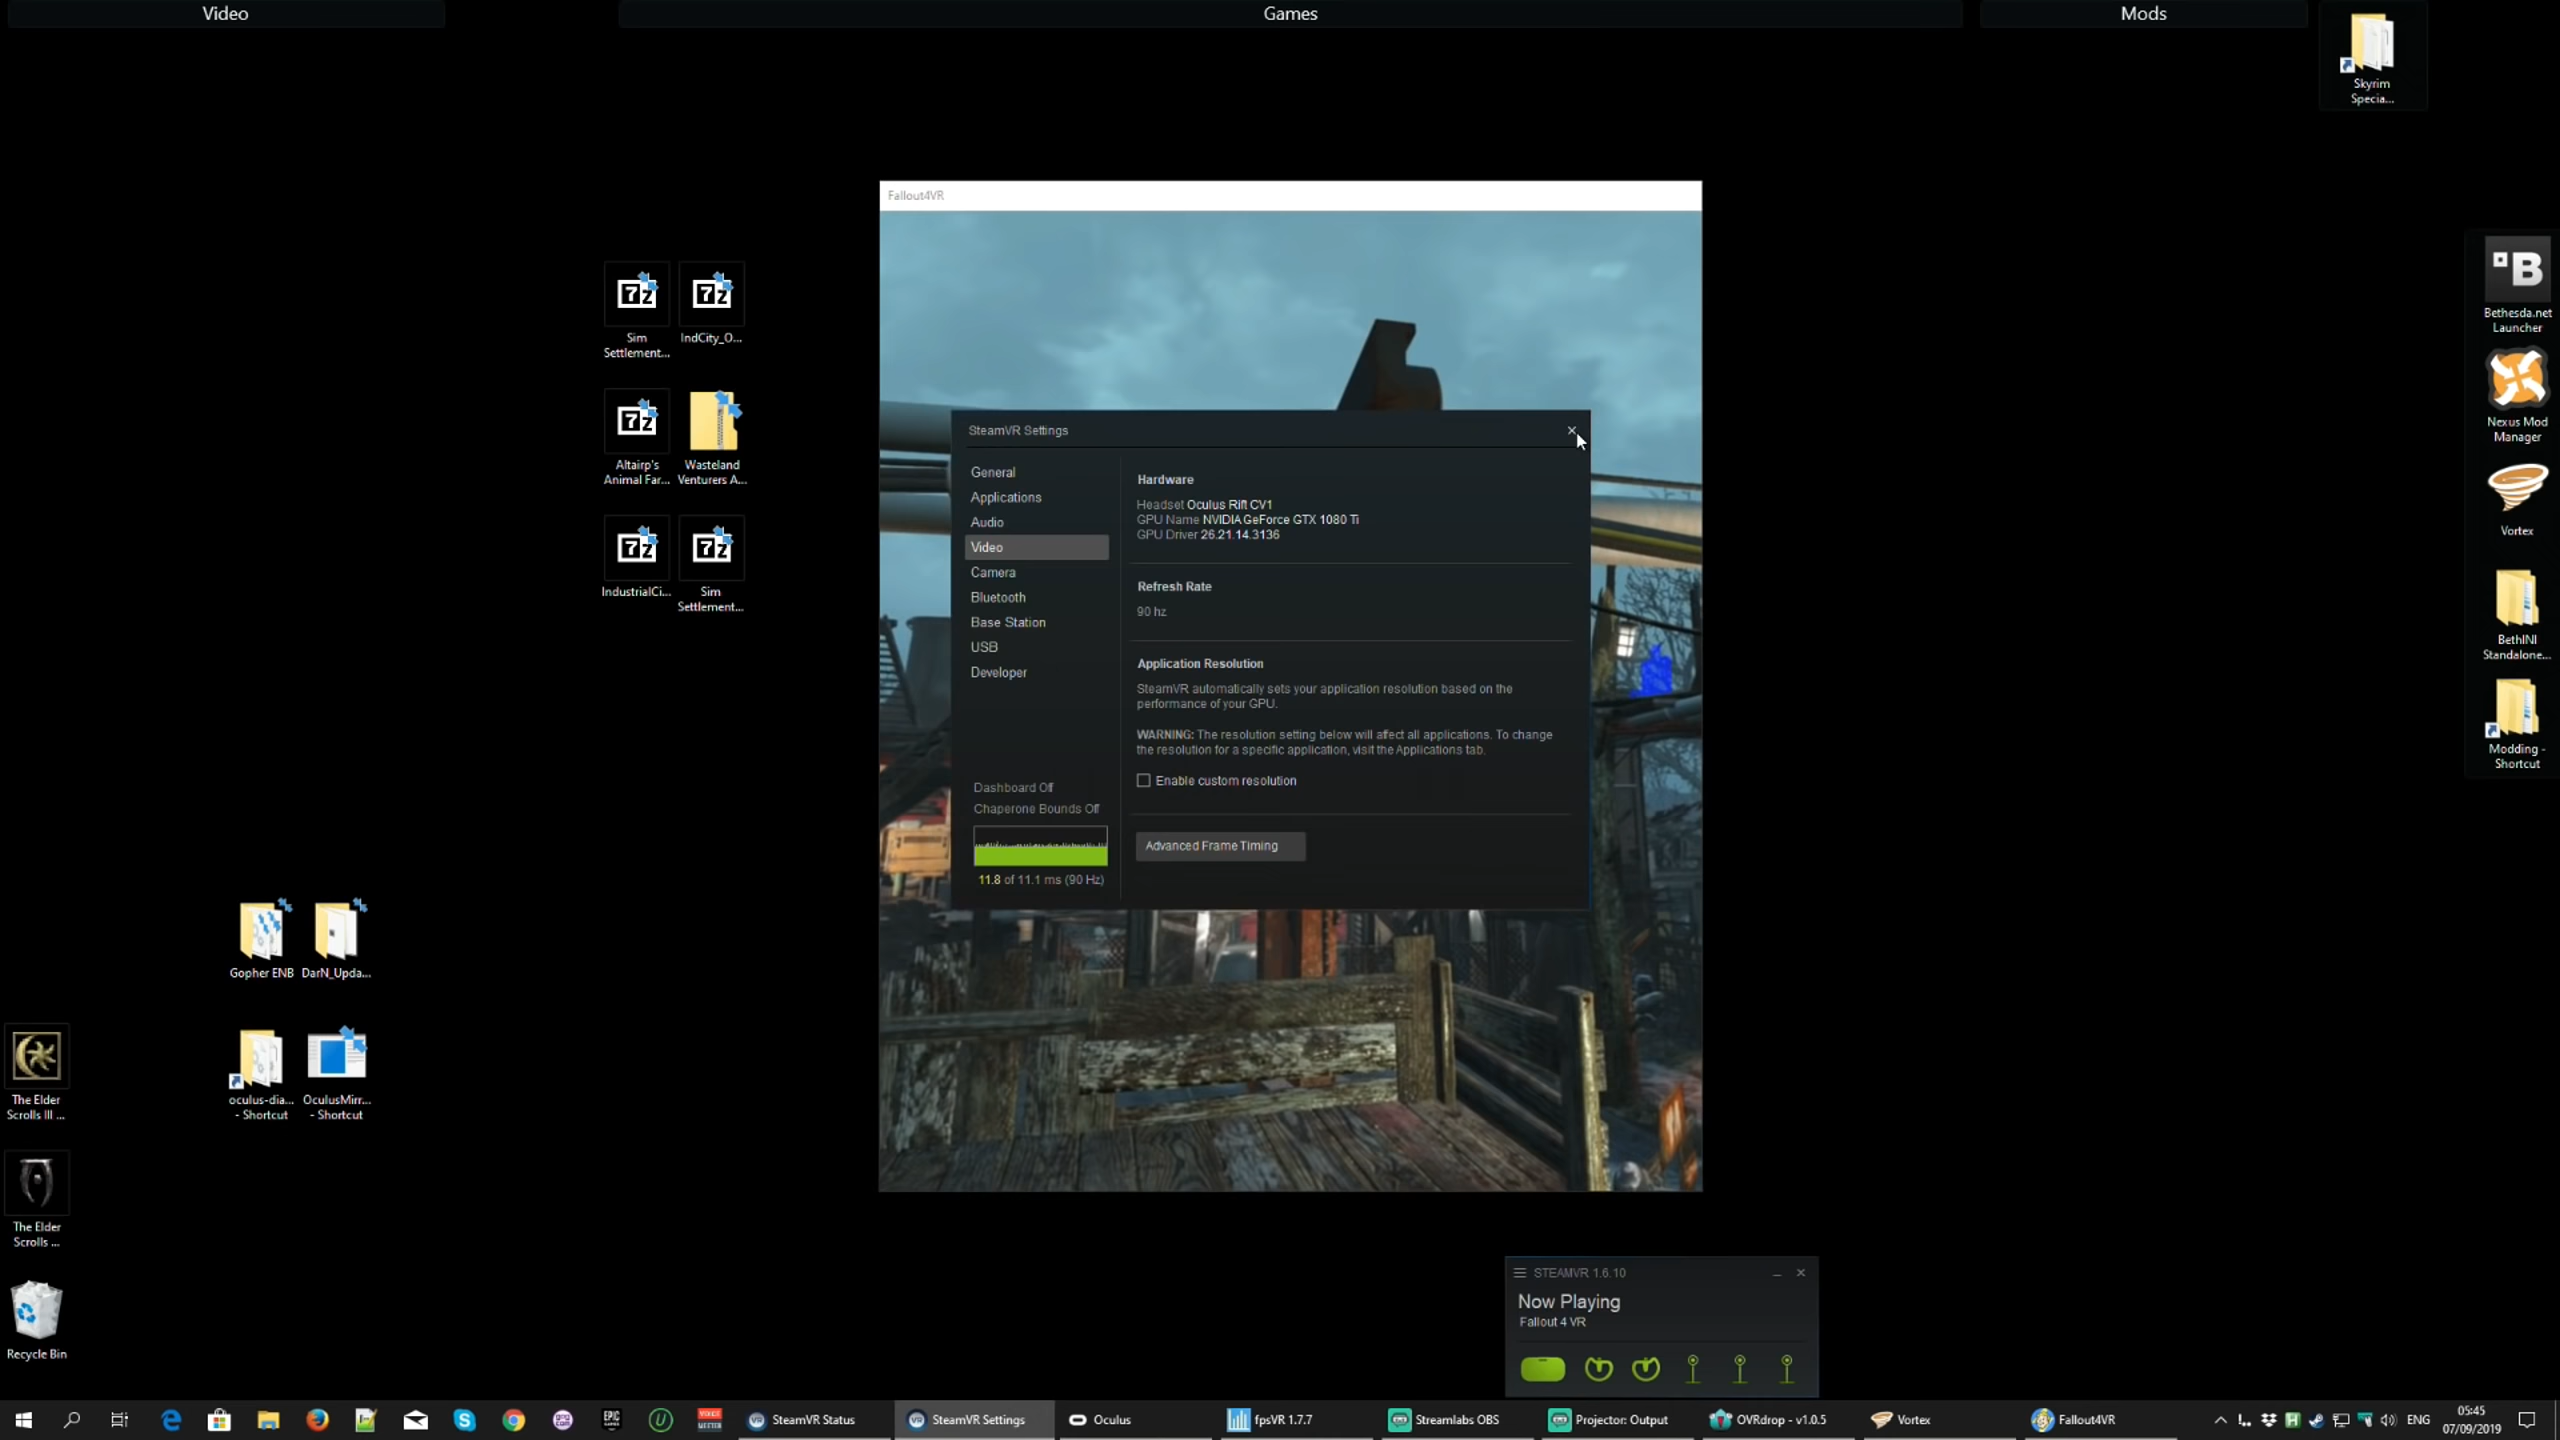 Video
Games
Mods
Skyrim
Specia...
Fallout4VR
Sim
Settlement...
IndCity_O...
Altairp's
Animal Far...
Wasteland
Venturers A...
IndustrialCi...
Sim
Settlement...
SteamVR Settings
General
Applications
Audio
Video
Camera
Bluetooth
Base Station
USB
Developer
Dashboard Off
Chaperone Bounds Off
11.8 of 11.1 ms (90 Hz)
Hardware
Headset Oculus Rift CV1
GPU Name NVIDIA GeForce GTX 1080 Ti
GPU Driver 26.21.14.3136
Refresh Rate
90 hz
Application Resolution
SteamVR automatically sets your application resolution based on the
performance of your GPU.
WARNING: The resolution setting below will affect all applications. To change
the resolution for a specific application, visit the Applications tab.
Enable custom resolution
Advanced Frame Timing
B
Bethesda.net
Launcher
Nexus Mod
Manager
Vortex
BethINI
Standalone...
Modding -
Shortcut
Gopher ENB
DarN_Upda...
oculus-dia...
- Shortcut
OculusMirr...
- Shortcut
The Elder
Scrolls III ...
The Elder
Scrolls ...
Recycle Bin
STEAMVR 1.6.10
Now Playing
Fallout 4 VR
SteamVR Status
SteamVR Settings
Oculus
fpsVR 1.7.7
Streamlabs OBS
Projector: Output
OVRdrop - v1.0.5
Vortex
Fallout4VR
ENG
05:45
07/09/2019